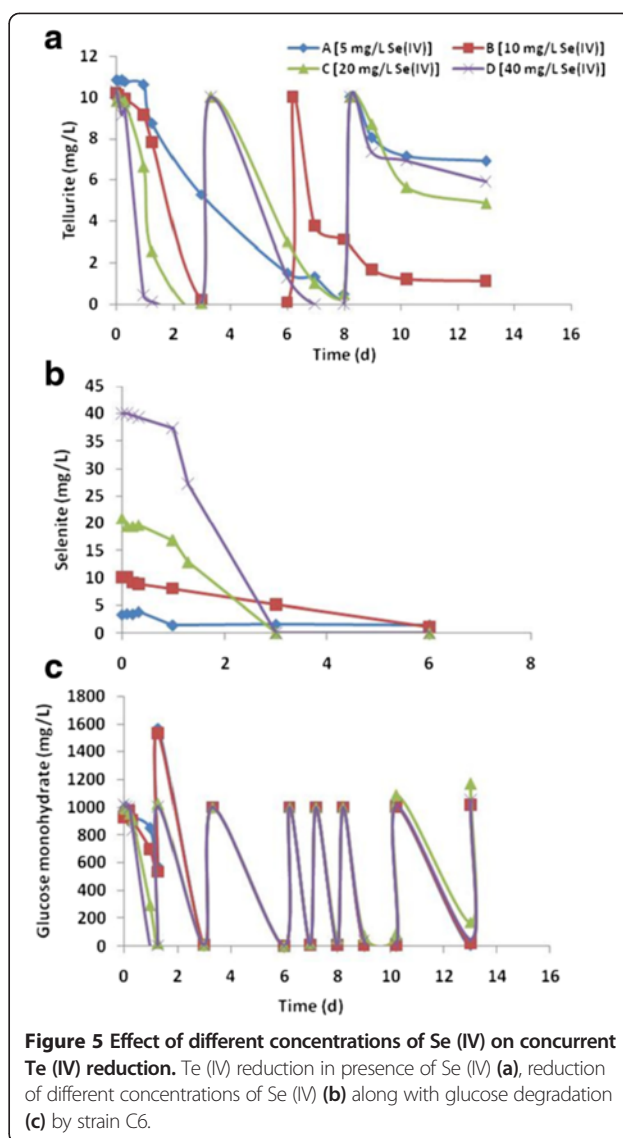 a
A [5 mg/L Se(IV)]
B [10 mg/L Se(IV)]
C [20 mg/L Se(IV)]
D [40 mg/L Se(IV)]
Tellurite (mg/L)
12
10
8
6
4
2
0
0 2 4 6 8 10 12 14 16
Time (d)
b
Selenite (mg/L)
45
40
35
30
25
20
15
10
5
0
0 2 4 6 8
c
Glucose monohydrate (mg/L)
1800
1600
1400
1200
1000
800
600
400
200
0
0 2 4 6 8 10 12 14 16
Time (d)
Figure 5 Effect of different concentrations of Se (IV) on concurrent
Te (IV) reduction. Te (IV) reduction in presence of Se (IV) (a), reduction
of different concentrations of Se (IV) (b) along with glucose degradation
(c) by strain C6.